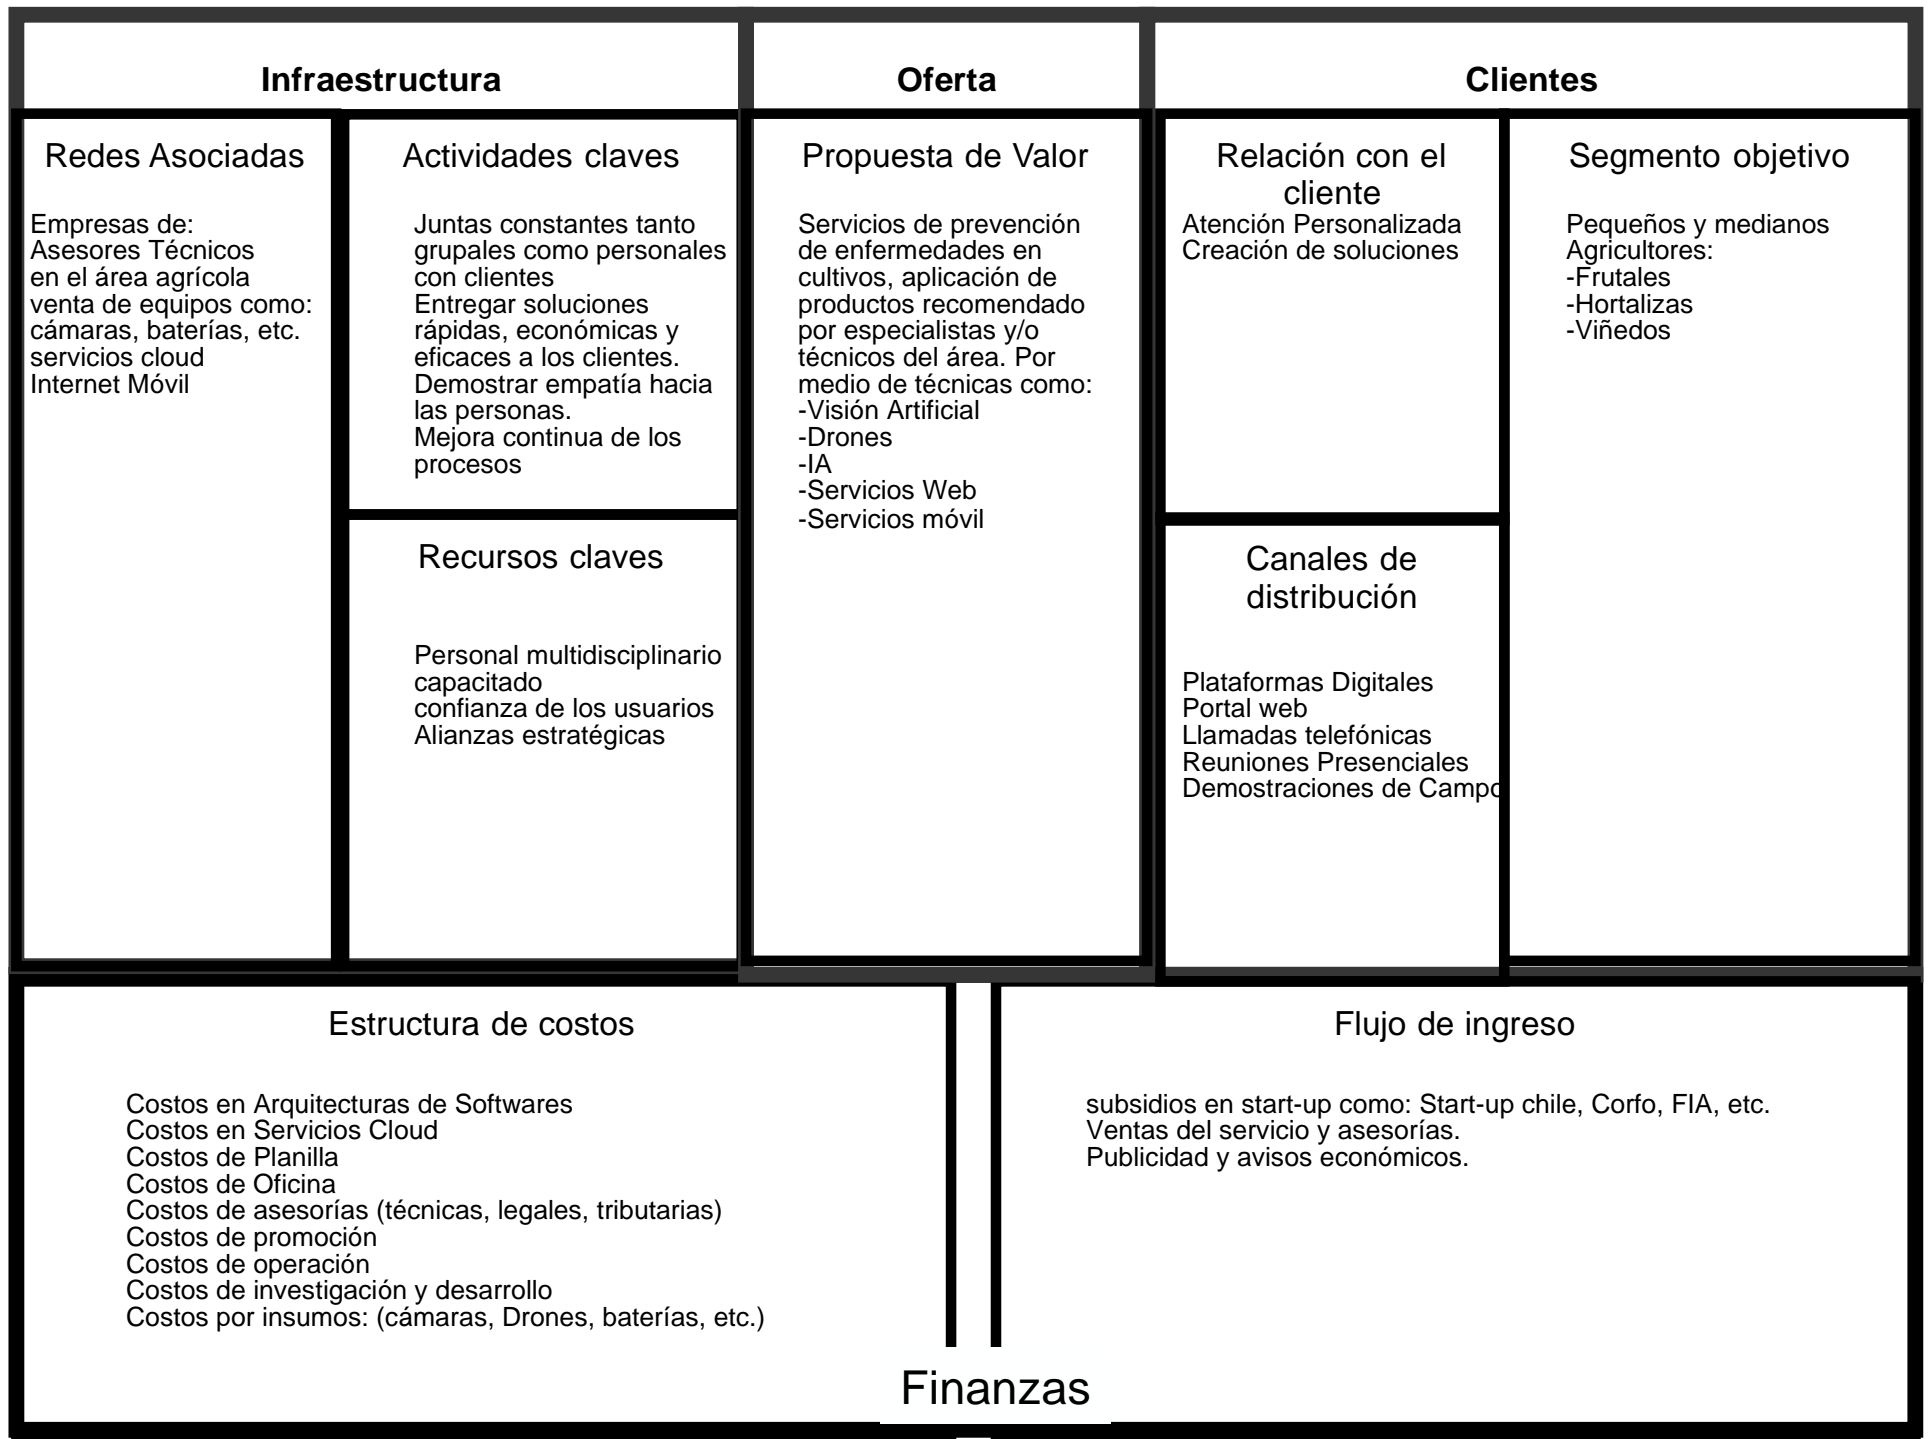 Infraestructura
Oferta
Clientes
Redes Asociadas
Empresas de:
Asesores Técnicos
en el área agrícola
venta de equipos como:
cámaras, baterías, etc.
servicios cloud
Internet Móvil
Actividades claves
Juntas constantes tanto
grupales como personales
con clientes
Entregar soluciones
rápidas, económicas y
eficaces a los clientes.
Demostrar empatía hacia
las personas.
Mejora continua de los
procesos
Recursos claves
Personal multidisciplinario
capacitado
confianza de los usuarios
Alianzas estratégicas
Propuesta de Valor
Servicios de prevención
de enfermedades en
cultivos, aplicación de
productos recomendado
por especialistas y/o
técnicos del área. Por
medio de técnicas como:
-Visión Artificial
-Drones
-IA
-Servicios Web
-Servicios móvil
Relación con el
cliente
Atención Personalizada
Creación de soluciones
Canales de
distribución
Plataformas Digitales
Portal web
Llamadas telefónicas
Reuniones Presenciales
Demostraciones de Campo
Segmento objetivo
Pequeños y medianos
Agricultores:
-Frutales
-Hortalizas
-Viñedos
Estructura de costos
Costos en Arquitecturas de Softwares
Costos en Servicios Cloud
Costos de Planilla
Costos de Oficina
Costos de asesorías (técnicas, legales, tributarias)
Costos de promoción
Costos de operación
Costos de investigación y desarrollo
Costos por insumos: (cámaras, Drones, baterías, etc.)
Flujo de ingreso
subsidios en start-up como: Start-up chile, Corfo, FIA, etc.
Ventas del servicio y asesorías.
Publicidad y avisos económicos.
Finanzas